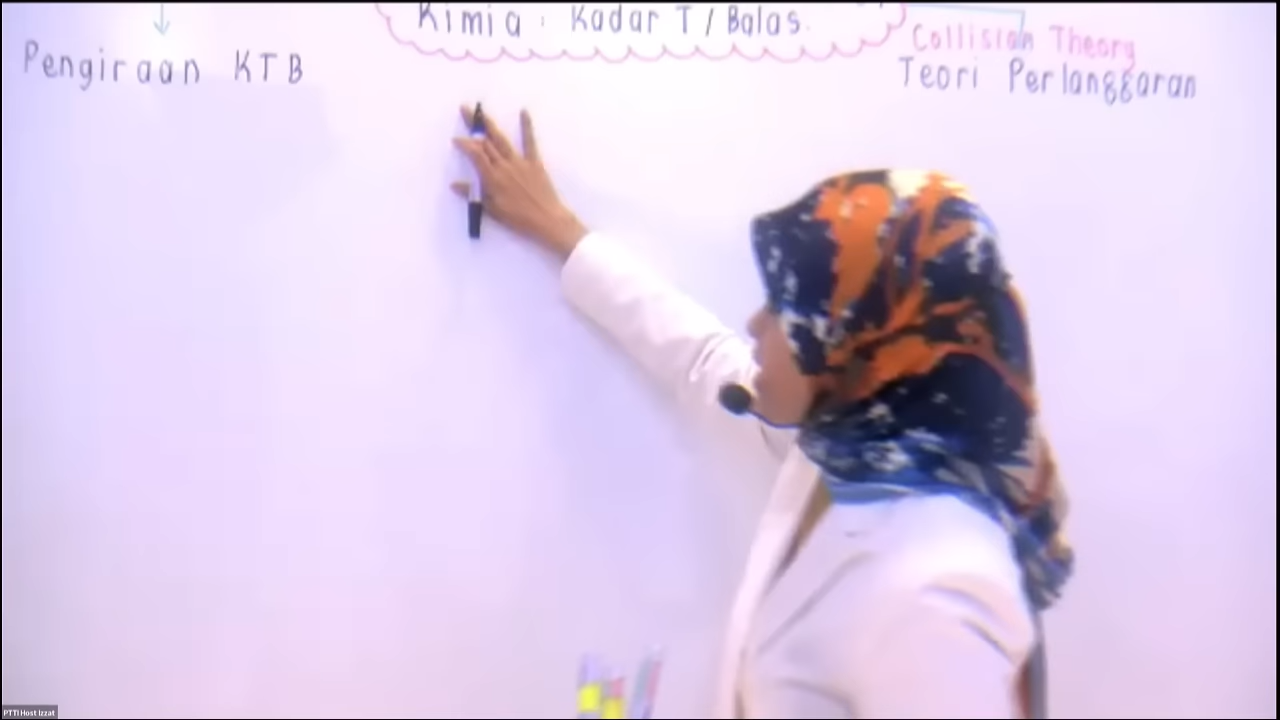 Kimia : Kadar T / Balas.
Pengiraan KTB
Collision Theory
Teori Perlanggaran
PTTI Host Izzat